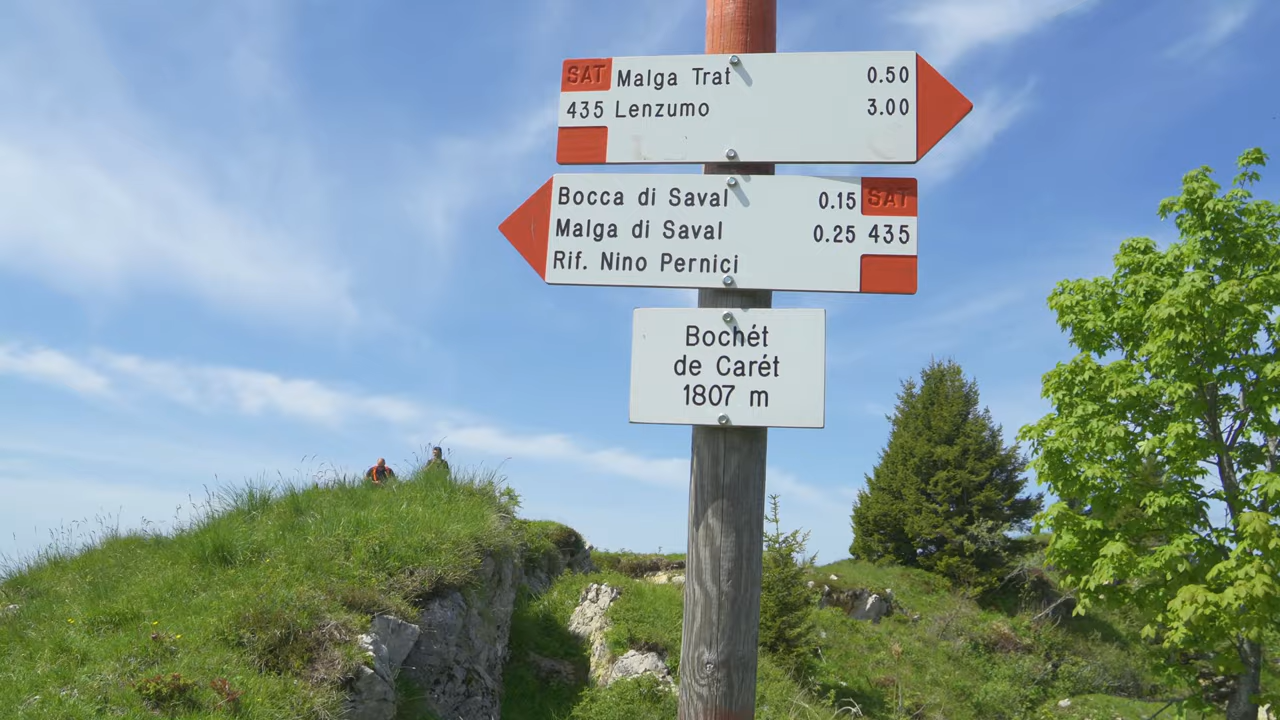 SAT Malga Trat 0.50
435 Lenzumo 3.00
Bocca di Saval 0.15 SAT
Malga di Saval 0.25 435
Rif. Nino Pernici
Bochét
de Carét
1807 m